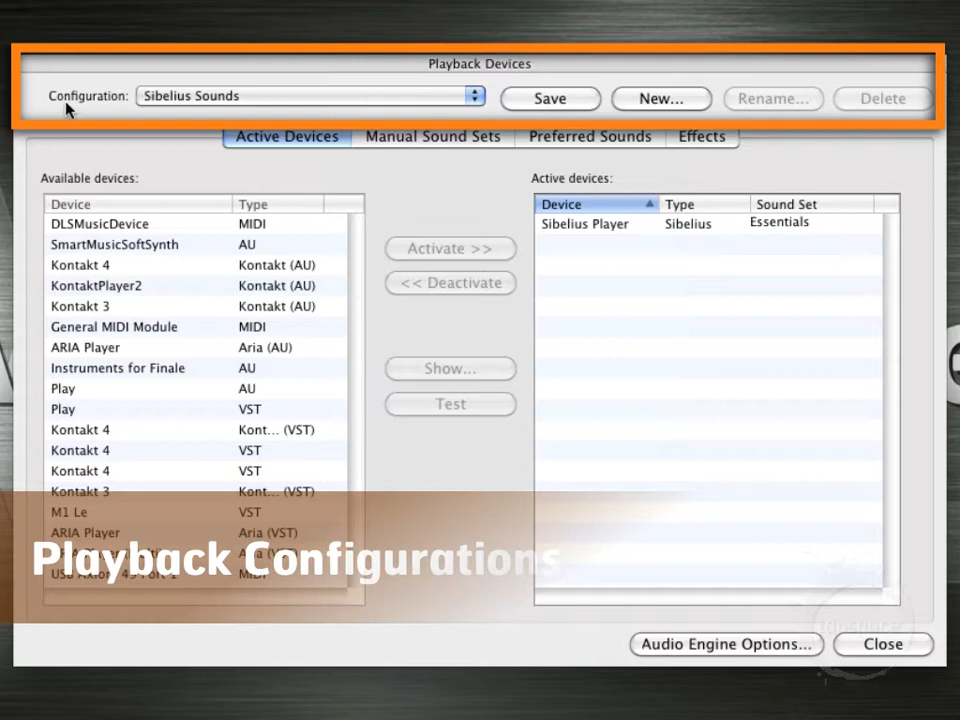 Playback Devices
Configuration: Sibelius Sounds Save New... Rename... Delete
Active Devices Manual Sound Sets Preferred Sounds Effects
Available devices: Active devices:
Device Type Device Type Sound Set
DLSMusicDevice MIDI Sibelius Player Sibelius Essentials
SmartMusicSoftSynth AU Activate >>
Kontakt 4 Kontakt (AU)
KontaktPlayer2 Kontakt (AU) << Deactivate
Kontakt 3 Kontakt (AU)
General MIDI Module MIDI
ARIA Player Aria (AU)
Instruments for Finale AU Show...
Play AU
Play VST Test
Kontakt 4 Kont... (VST)
Kontakt 4 VST
Kontakt 4 VST
Kontakt 3 Kont... (VST)
M1 Le VST
ARIA Player Aria (VST)
Playback Configurations
MIDI
Audio Engine Options... Close